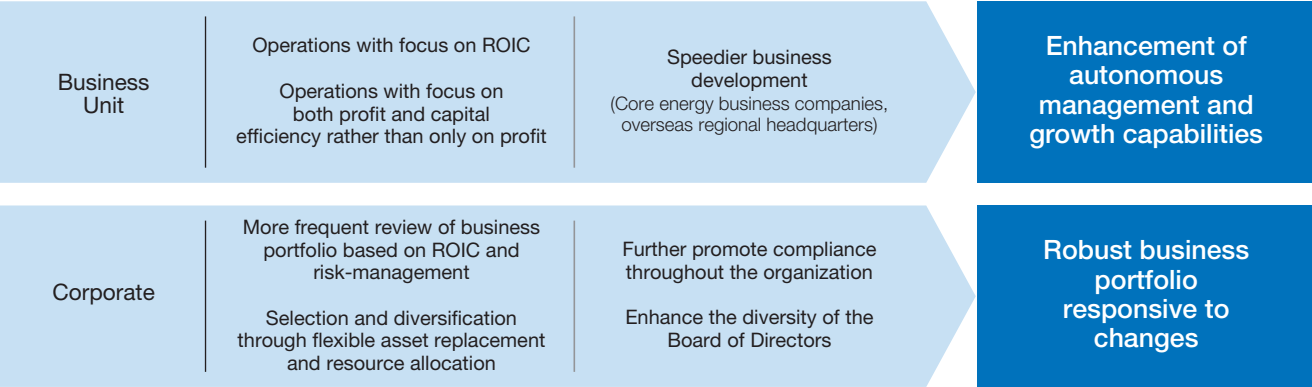 Business
Unit
Operations with focus on ROIC
Operations with focus on
both profit and capital
efficiency rather than only on profit
Speedier business
development
(Core energy business companies,
overseas regional headquarters)
Enhancement of
autonomous
management and
growth capabilities
Corporate
More frequent review of business
portfolio based on ROIC and
risk-management
Selection and diversification
through flexible asset replacement
and resource allocation
Further promote compliance
throughout the organization
Enhance the diversity of the
Board of Directors
Robust business
portfolio
responsive to
changes